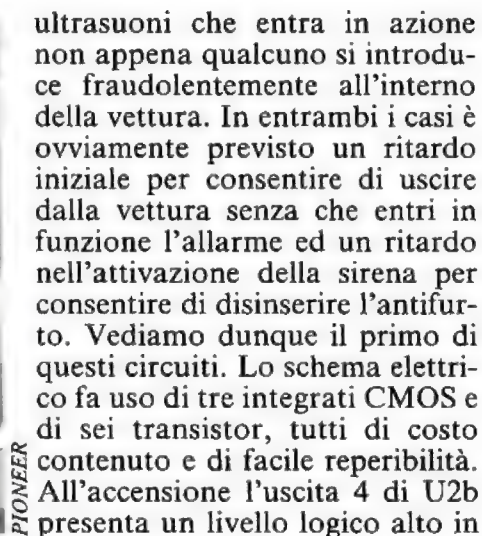 ultrasuoni che entra in azione
non appena qualcuno si introdu-
ce fraudolentemente all'interno
della vettura. In entrambi i casi è
ovviamente previsto un ritardo
iniziale per consentire di uscire
dalla vettura senza che entri in
funzione l'allarme ed un ritardo
nell'attivazione della sirena per
consentire di disinserire l'antifur-
to. Vediamo dunque il primo di
questi circuiti. Lo schema elettri-
co fa uso di tre integrati CMOS e
di sei transistor, tutti di costo
contenuto e di facile reperibilità.
All'accensione l'uscita 4 di U2b
presenta un livello logico alto in
PIONEER